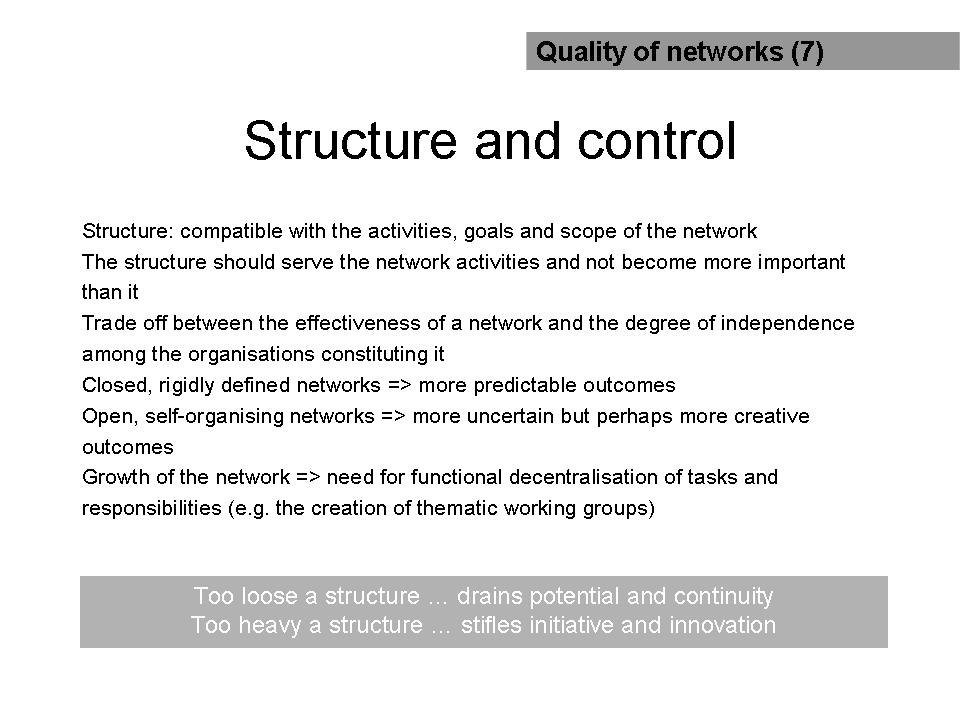 Quality of networks (7)
Structure and control
Structure: compatible with the activities, goals and scope of the network
The structure should serve the network activities and not become more important
than it
Trade off between the effectiveness of a network and the degree of independence
among the organisations constituting it
Closed, rigidly defined networks => more predictable outcomes
Open, self-organising networks => more uncertain but perhaps more creative
outcomes
Growth of the network => need for functional decentralisation of tasks and
responsibilities (e.g. the creation of thematic working groups)
Too loose a structure … drains potential and continuity
Too heavy a structure … stifles initiative and innovation